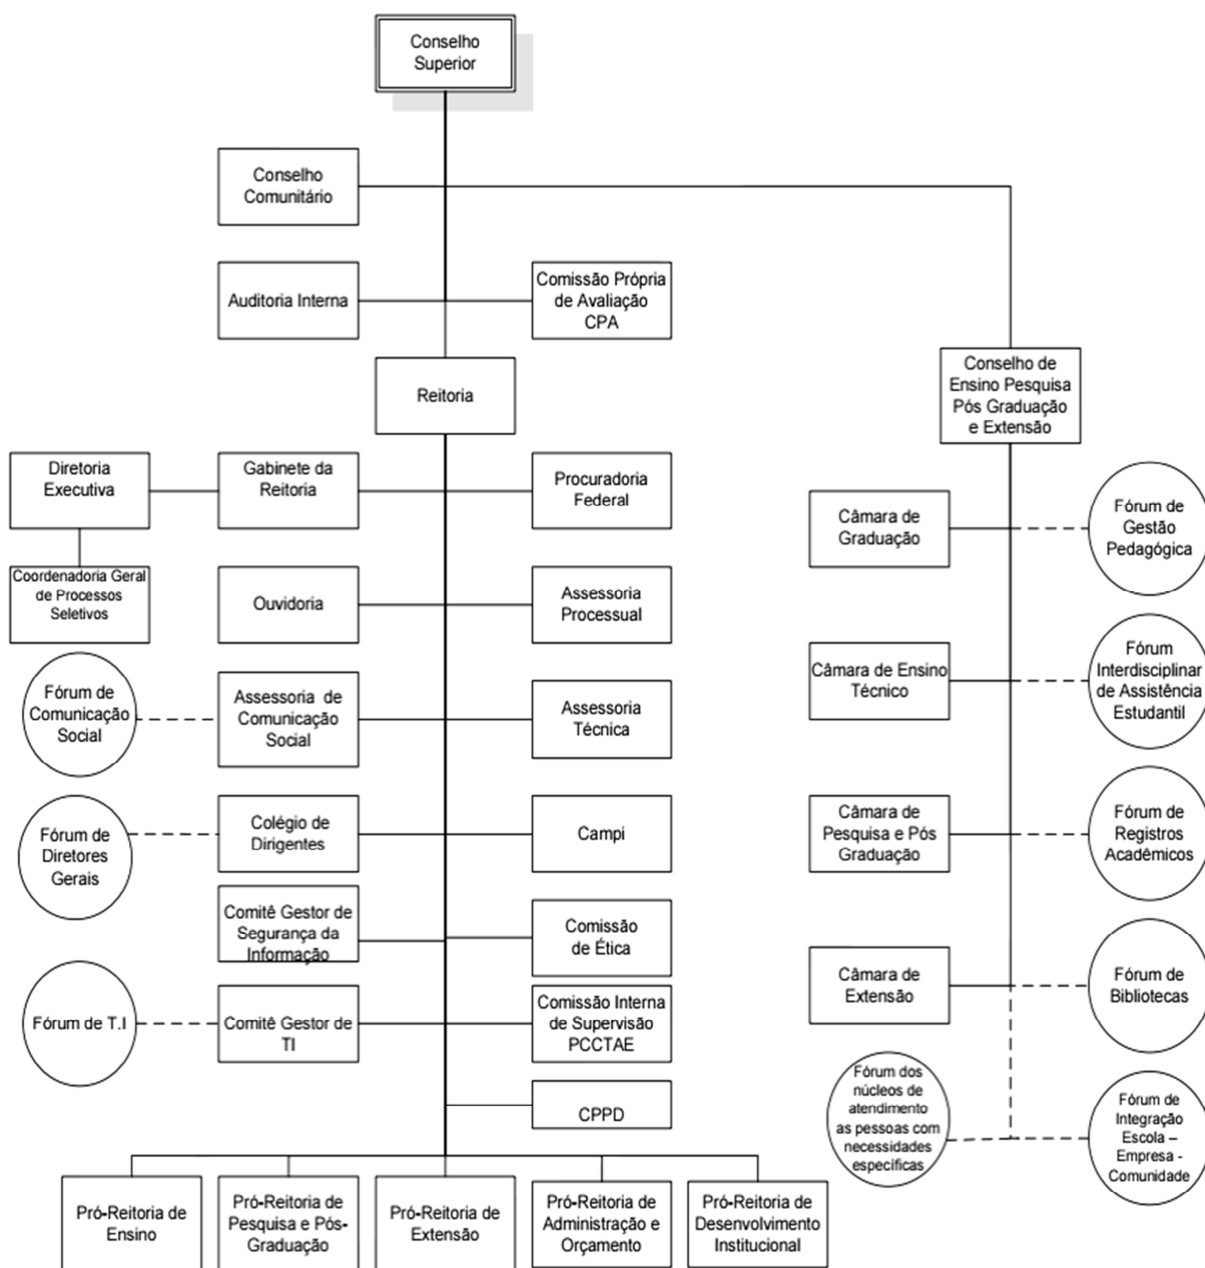 Conselho
Superior
Conselho
Comunitário
Auditoria Interna
Comissão Própria
de Avaliação
CPA
Reitoria
Conselho de
Ensino Pesquisa
Pós Graduação
e Extensão
Diretoria
Executiva
Gabinete da
Reitoria
Procuradoria
Federal
Câmara de
Graduação
Fórum de
Gestão
Pedagógica
Coordenadoria Geral
de Processos
Seletivos
Ouvidoria
Assessoria
Processual
Fórum de
Comunicação
Social
Assessoria de
Comunicação
Social
Assessoria
Técnica
Câmara de Ensino
Técnico
Fórum
Interdisciplinar
de Assistência
Estudantil
Fórum de
Diretores
Gerais
Colégio de
Dirigentes
Campi
Câmara de
Pesquisa e Pós
Graduação
Fórum de
Registros
Acadêmicos
Comitê Gestor de
Segurança da
Informação
Comissão
de Ética
Câmara de
Extensão
Fórum de
Bibliotecas
Fórum de T.I
Comitê Gestor de
TI
Comissão Interna
de Supervisão
PCCTAE
CPPD
Fórum dos
núcleos de
atendimento
as pessoas com
necessidades
específicas
Fórum de
Integração
Escola –
Empresa -
Comunidade
Pró-Reitoria de
Ensino
Pró-Reitoria de
Pesquisa e Pós-
Graduação
Pró-Reitoria de
Extensão
Pró-Reitoria de
Administração e
Orçamento
Pró-Reitoria de
Desenvolvimento
Institucional